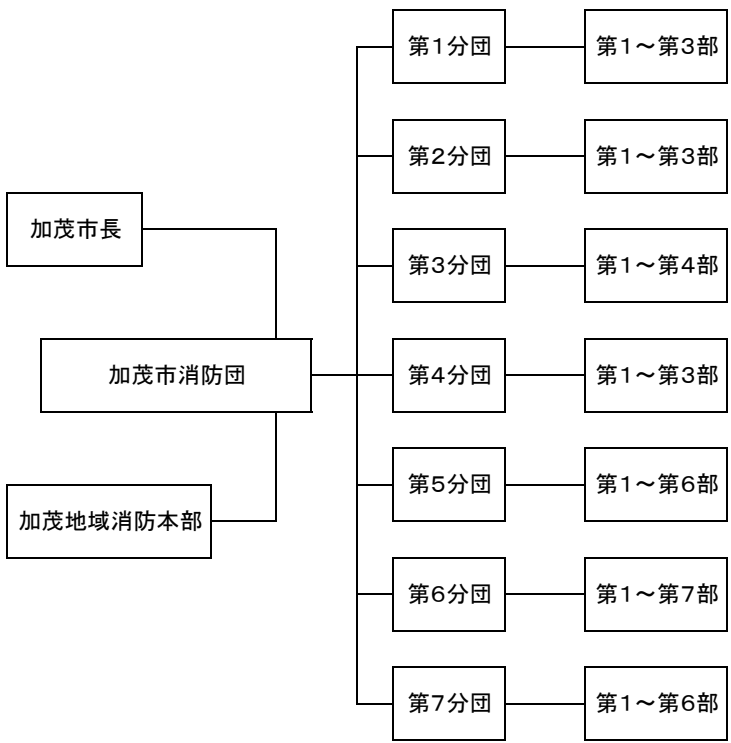 加茂市長
加茂市消防団
加茂地域消防本部
第１分団
第１～第３部
第２分団
第１～第３部
第３分団
第１～第４部
第４分団
第１～第３部
第５分団
第１～第６部
第６分団
第１～第７部
第７分団
第１～第６部